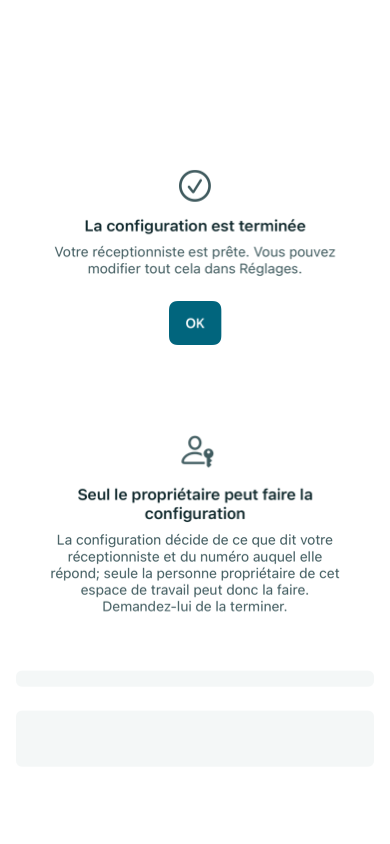 La configuration est terminée
Votre réceptionniste est prête. Vous pouvez
modifier tout cela dans Réglages.
OK
Seul le propriétaire peut faire la
configuration
La configuration décide de ce que dit votre
réceptionniste et du numéro auquel elle
répond; seule la personne propriétaire de cet
espace de travail peut donc la faire.
Demandez-lui de la terminer.